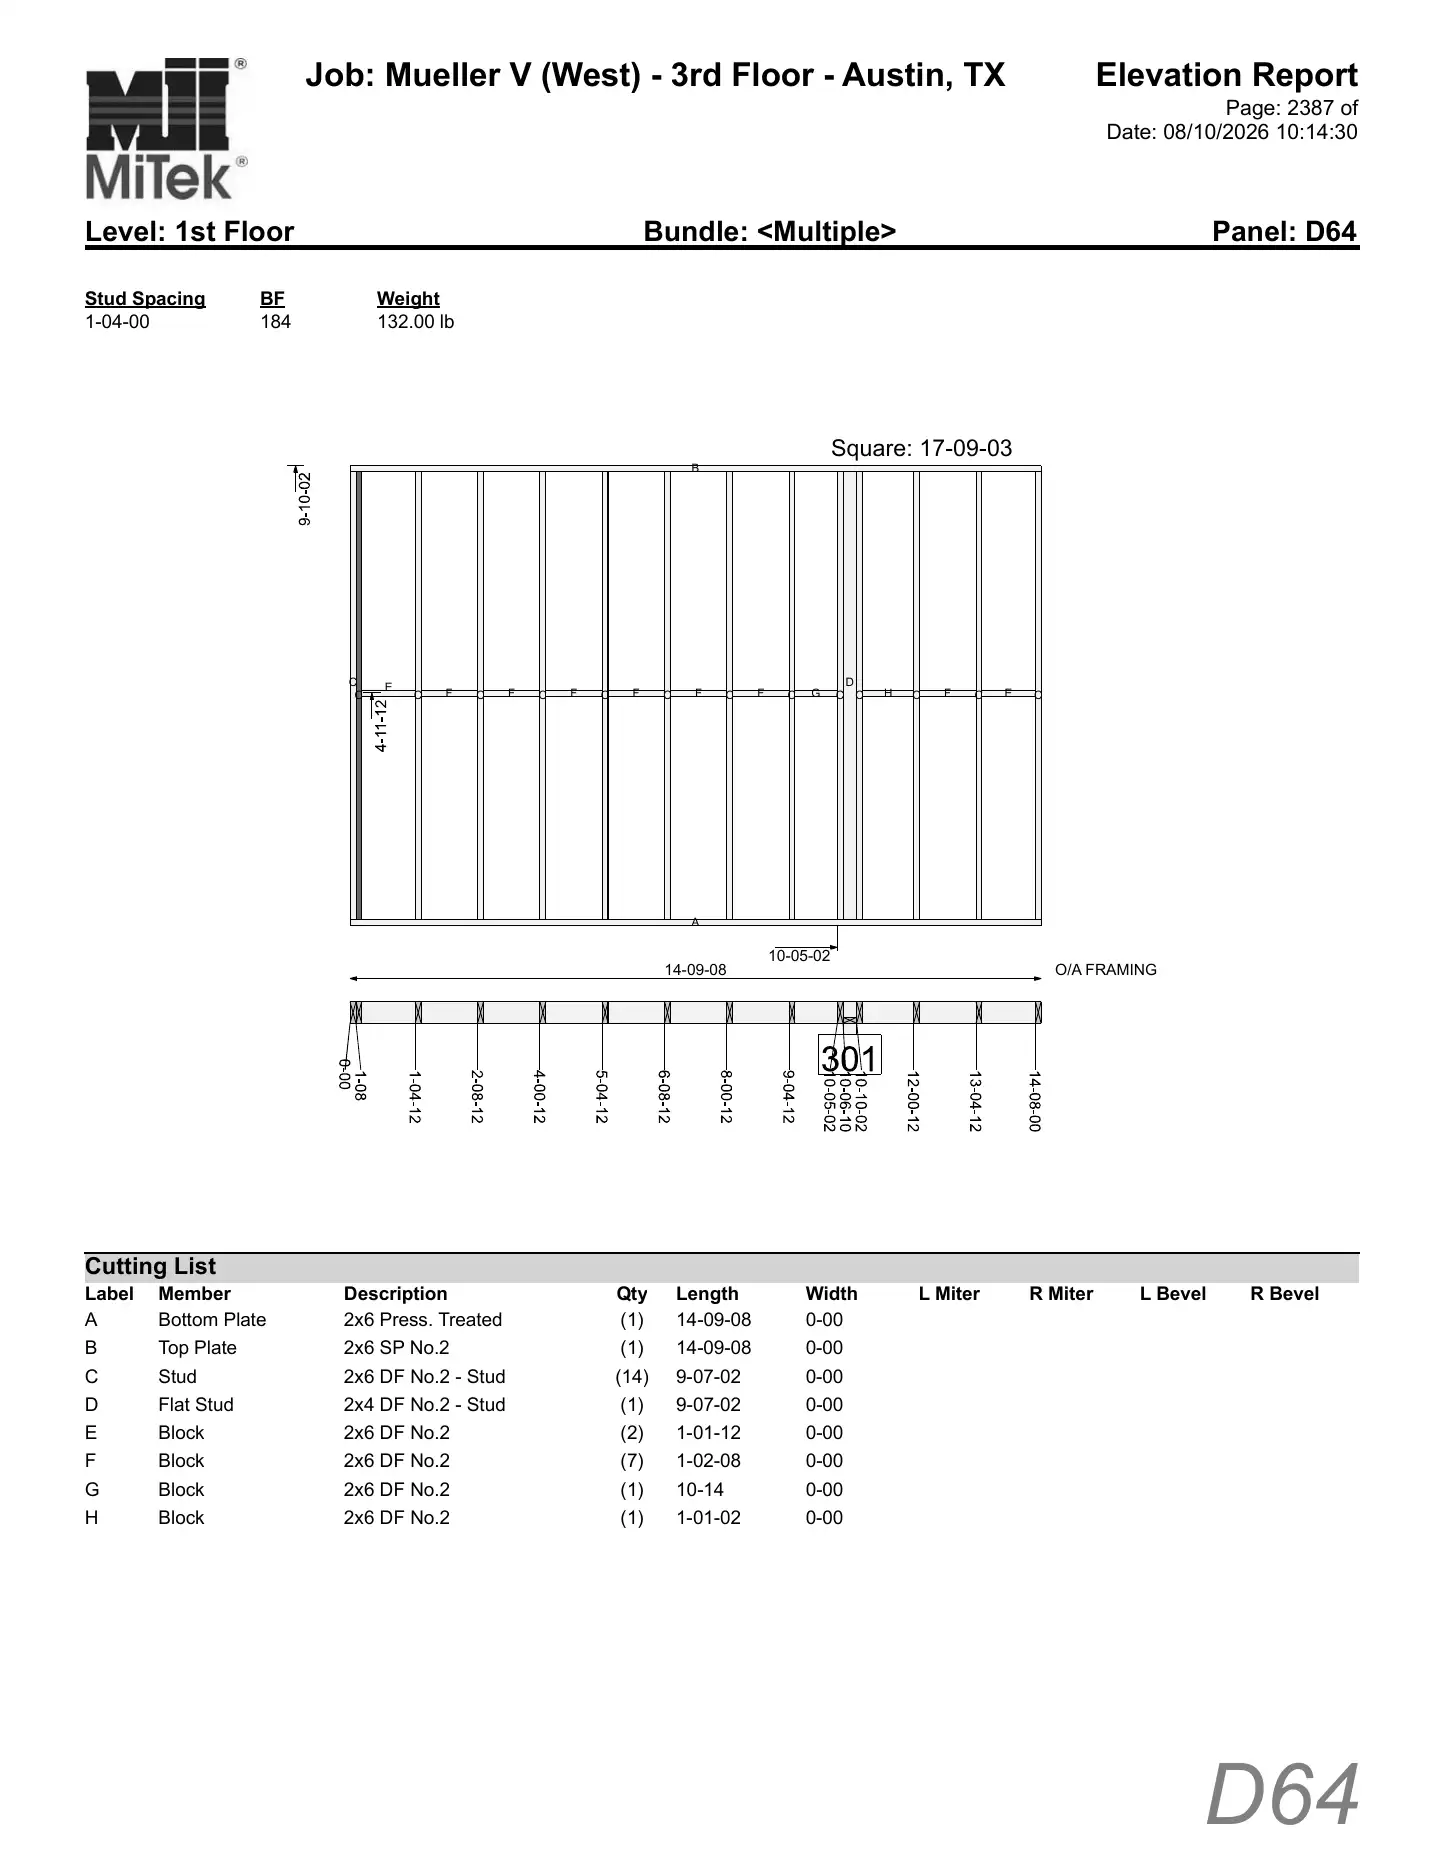 MiTek®
®
Job: Mueller V (West) - 3rd Floor - Austin, TX
Elevation Report
Page: 2387 of
Date: 08/10/2026 10:14:30
Level: 1st Floor
Bundle: <Multiple>
Panel: D64
Stud Spacing BF Weight
1-04-00 184 132.00 lb
Square: 17-09-03
B
9-10-02
C
D
F F F F F F F G H F
4-11-12
A
10-05-02
14-09-08
O/A FRAMING
301
0-00
1-08
1-04-12
2-08-12
4-00-12
5-04-12
6-08-12
8-00-12
9-04-12
10-05-02
10-06-10
10-10-02
12-00-12
13-04-12
14-08-00
Cutting List
Label Member Description Qty Length Width L Miter R Miter L Bevel R Bevel
A Bottom Plate 2x6 Press. Treated (1) 14-09-08 0-00
B Top Plate 2x6 SP No.2 (1) 14-09-08 0-00
C Stud 2x6 DF No.2 - Stud (14) 9-07-02 0-00
D Flat Stud 2x4 DF No.2 - Stud (1) 9-07-02 0-00
E Block 2x6 DF No.2 (2) 1-01-12 0-00
F Block 2x6 DF No.2 (7) 1-02-08 0-00
G Block 2x6 DF No.2 (1) 10-14 0-00
H Block 2x6 DF No.2 (1) 1-01-02 0-00
D64